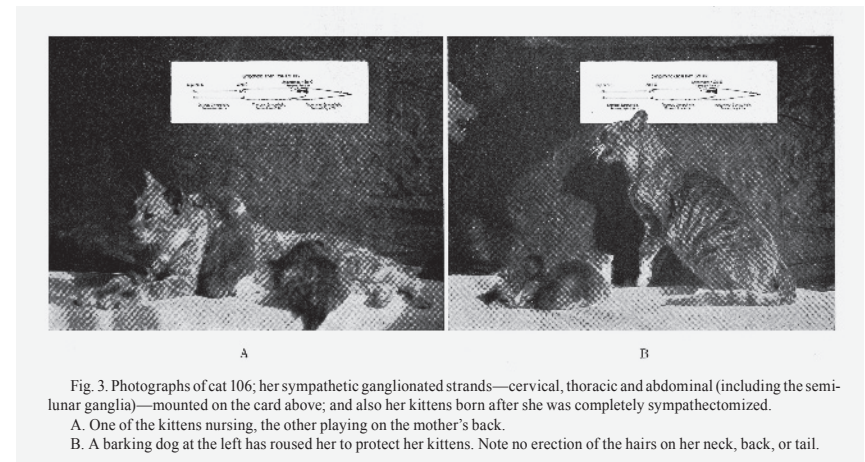 A
B
Fig. 3. Photographs of cat 106; her sympathetic ganglionated strands—cervical, thoracic and abdominal (including the semi-
lunar ganglia)—mounted on the card above; and also her kittens born after she was completely sympathectomized.
A. One of the kittens nursing, the other playing on the mother’s back.
B. A barking dog at the left has roused her to protect her kittens. Note no erection of the hairs on her neck, back, or tail.